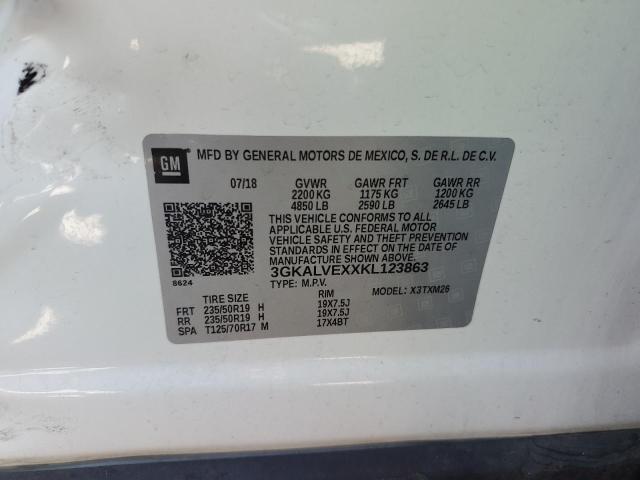 GM
MFD BY GENERAL MOTORS DE MEXICO, S. DE R.L. DE C.V.
07/18 GVWR GAWR FRT GAWR RR
2200 KG 1175 KG 1200 KG
4850 LB 2590 LB 2645 LB
THIS VEHICLE CONFORMS TO ALL
APPLICABLE U.S. FEDERAL MOTOR
VEHICLE SAFETY AND THEFT PREVENTION
STANDARDS IN EFFECT ON THE DATE OF
MANUFACTURE SHOWN ABOVE.
3GKALVEXXKL123863
8624 TYPE: M.P.V. MODEL: X3TXM26
TIRE SIZE RIM
FRT 235/50R19 H 19X7.5J
RR 235/50R19 H 19X7.5J
SPA T125/70R17 M 17X4BT